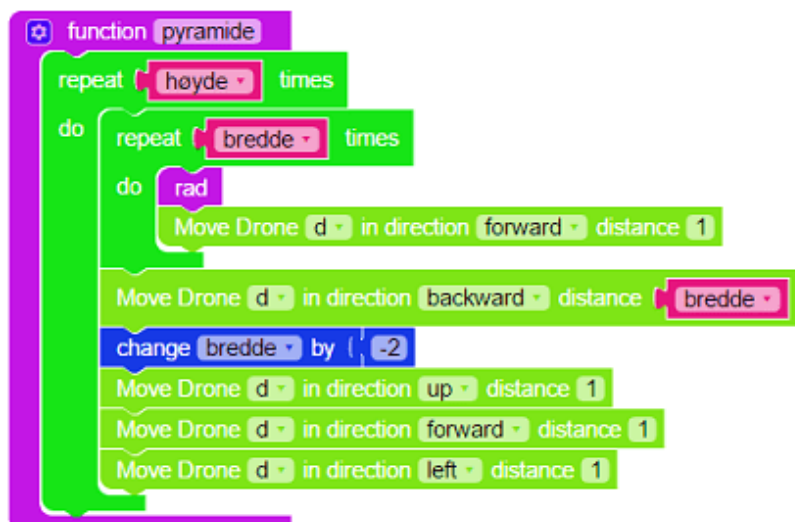 function pyramide
repeat høyde times
do repeat bredde times
do rad
Move Drone d in direction forward distance 1
Move Drone d in direction backward distance bredde
change bredde by -2
Move Drone d in direction up distance 1
Move Drone d in direction forward distance 1
Move Drone d in direction left distance 1